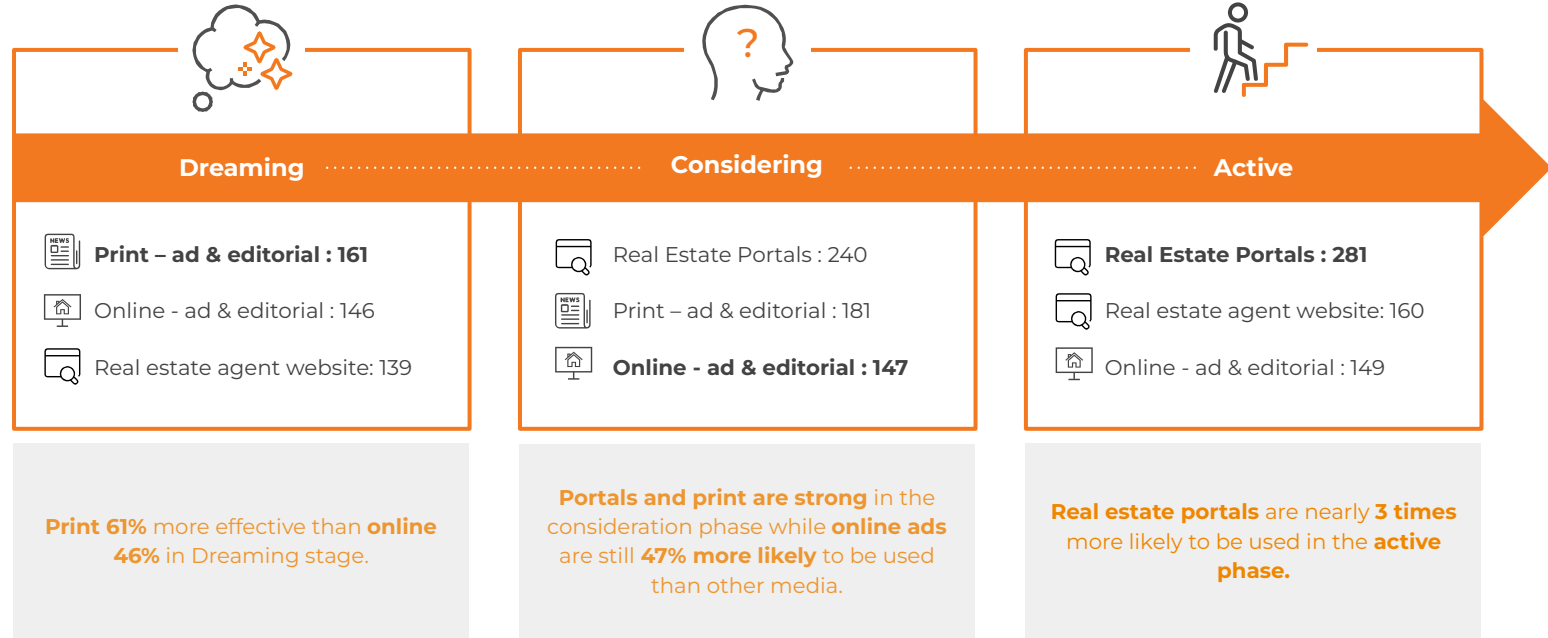 ?
Dreaming
Considering
Active
NEWS
Print – ad & editorial : 161
Online - ad & editorial : 146
Real estate agent website: 139
Real Estate Portals : 240
NEWS
Print – ad & editorial : 181
Online - ad & editorial : 147
Real Estate Portals : 281
Real estate agent website: 160
Online - ad & editorial : 149
Print 61% more effective than online
46% in Dreaming stage.
Portals and print are strong in the
consideration phase while online ads
are still 47% more likely to be used
than other media.
Real estate portals are nearly 3 times
more likely to be used in the active
phase.